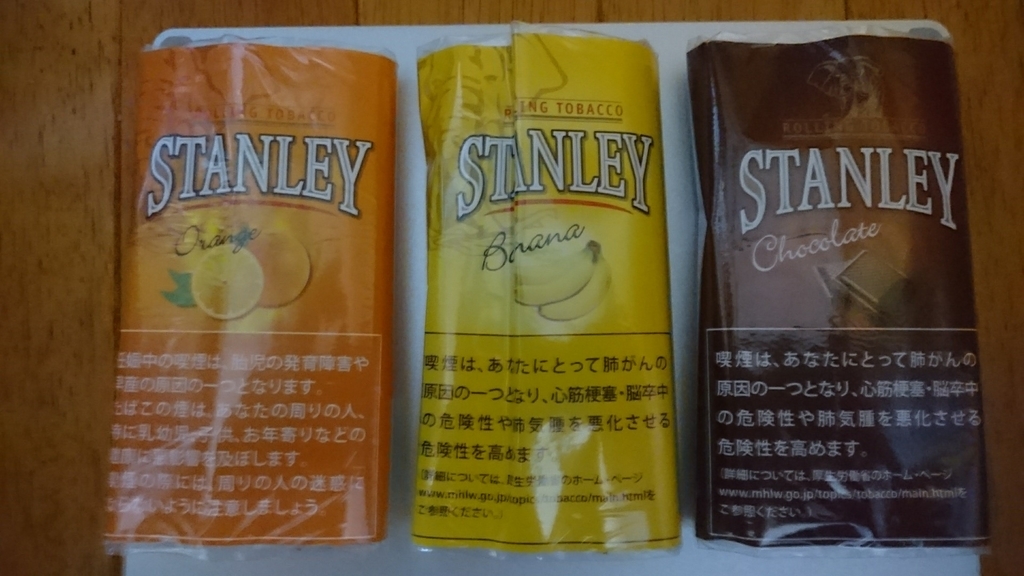 ROLLING TOBACCO
STANLEY
Orange
妊娠中の喫煙は、胎児の発育障害や
早産の原因の一つとなります。
たばこの煙は、あなたの周りの人、
特に乳幼児、子供、お年寄りなどの
健康に悪影響を及ぼします。
喫煙の際には、周りの人の迷惑に
ならないように注意しましょう。
ROLLING TOBACCO
STANLEY
Banana
喫煙は、あなたにとって肺がんの
原因の一つとなり、心筋梗塞・脳卒中
の危険性や肺気腫を悪化させる
危険性を高めます。
(詳細については、厚生労働省のホーム・ページ
www.mhlw.go.jp/topics/tobacco/main.htmlを
ご参照ください。)
ROLLING TOBACCO
STANLEY
Chocolate
喫煙は、あなたにとって肺がんの
原因の一つとなり、心筋梗塞・脳卒中
の危険性や肺気腫を悪化させる
危険性を高めます。
(詳細については、厚生労働省のホーム・ページ
www.mhlw.go.jp/topics/tobacco/main.htmlを
ご参照ください。)